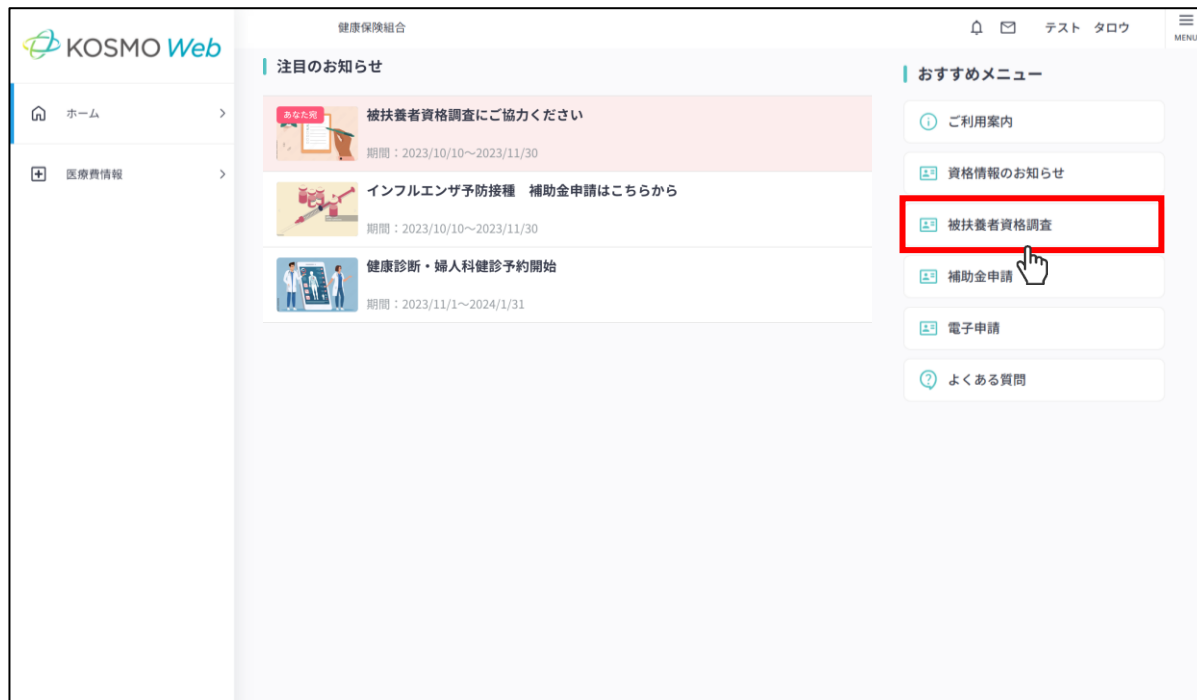 KOSMO Web
健康保険組合
テスト タロウ
MENU
ホーム
医療費情報
注目のお知らせ
あなた宛
被扶養者資格調査にご協力ください
期間：2023/10/10～2023/11/30
インフルエンザ予防接種　補助金申請はこちらから
期間：2023/10/10～2023/11/30
健康診断・婦人科健診予約開始
期間：2023/11/1～2024/1/31
おすすめメニュー
ご利用案内
資格情報のお知らせ
被扶養者資格調査
補助金申請
電子申請
よくある質問